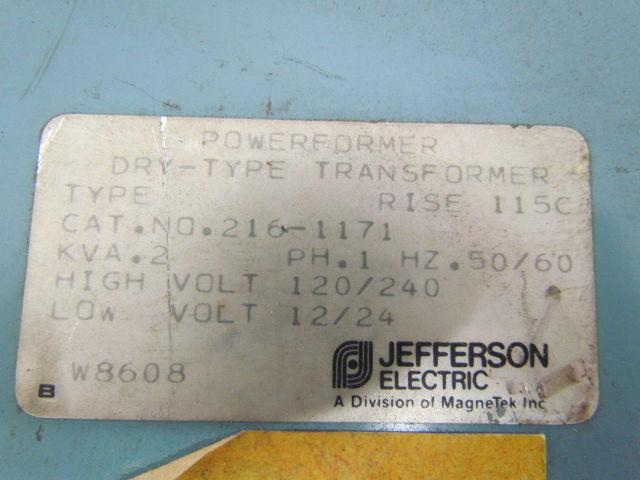 POWERFORMER
DRY-TYPE TRANSFORMER
TYPE RISE 115C
CAT.NO.216-1171
KVA.2 PH.1 HZ.50/60
HIGH VOLT 120/240
LOW VOLT 12/24
B W8608
JEFFERSON
ELECTRIC
A Division of MagneTek Inc